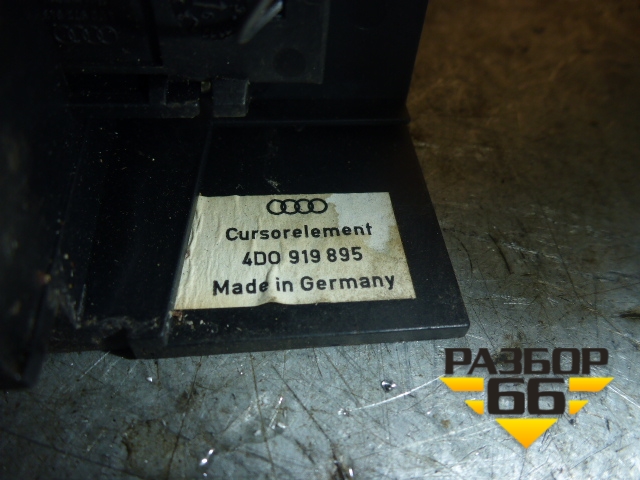 Cursorelement
4D0 919 895
Made in Germany
РАЗБОР
66